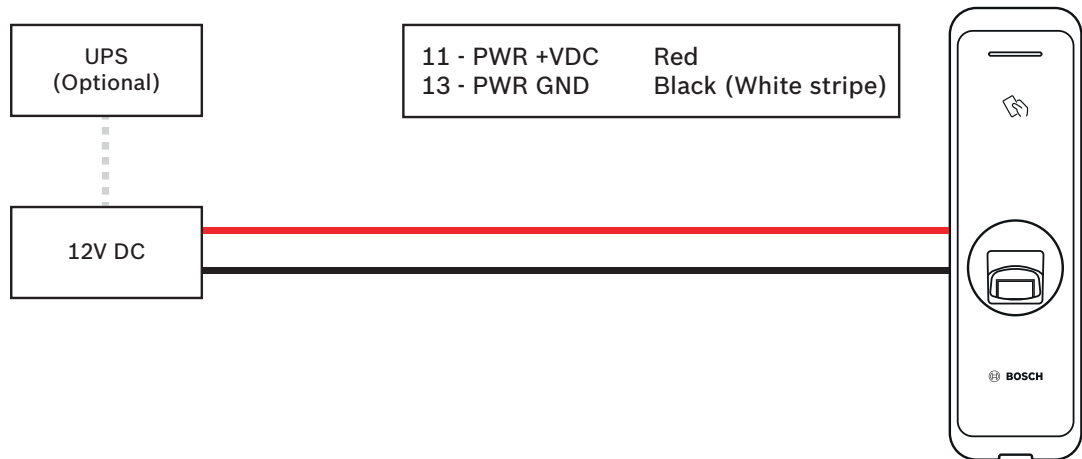 UPS
(Optional)
11 - PWR +VDC Red
13 - PWR GND Black (White stripe)
12V DC
BOSCH